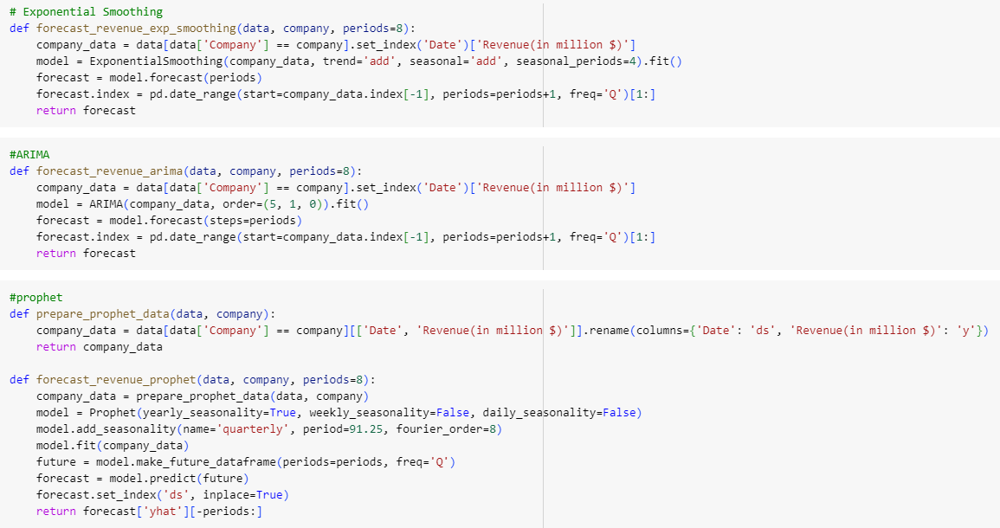 # Exponential Smoothing
def forecast_revenue_exp_smoothing(data, company, periods=8):
    company_data = data[data['Company'] == company].set_index('Date')['Revenue(in million $)']
    model = ExponentialSmoothing(company_data, trend='add', seasonal='add', seasonal_periods=4).fit()
    forecast = model.forecast(periods)
    forecast.index = pd.date_range(start=company_data.index[-1], periods=periods+1, freq='Q')[1:]
    return forecast
#ARIMA
def forecast_revenue_arima(data, company, periods=8):
    company_data = data[data['Company'] == company].set_index('Date')['Revenue(in million $)']
    model = ARIMA(company_data, order=(5, 1, 0)).fit()
    forecast = model.forecast(steps=periods)
    forecast.index = pd.date_range(start=company_data.index[-1], periods=periods+1, freq='Q')[1:]
    return forecast
#prophet
def prepare_prophet_data(data, company):
    company_data = data[data['Company'] == company][['Date', 'Revenue(in million $)']].rename(columns={'Date': 'ds', 'Revenue(in million $)': 'y'})
    return company_data
def forecast_revenue_prophet(data, company, periods=8):
    company_data = prepare_prophet_data(data, company)
    model = Prophet(yearly_seasonality=True, weekly_seasonality=False, daily_seasonality=False)
    model.add_seasonality(name='quarterly', period=91.25, fourier_order=8)
    model.fit(company_data)
    future = model.make_future_dataframe(periods=periods, freq='Q')
    forecast = model.predict(future)
    forecast.set_index('ds', inplace=True)
    return forecast['yhat'][-periods:]